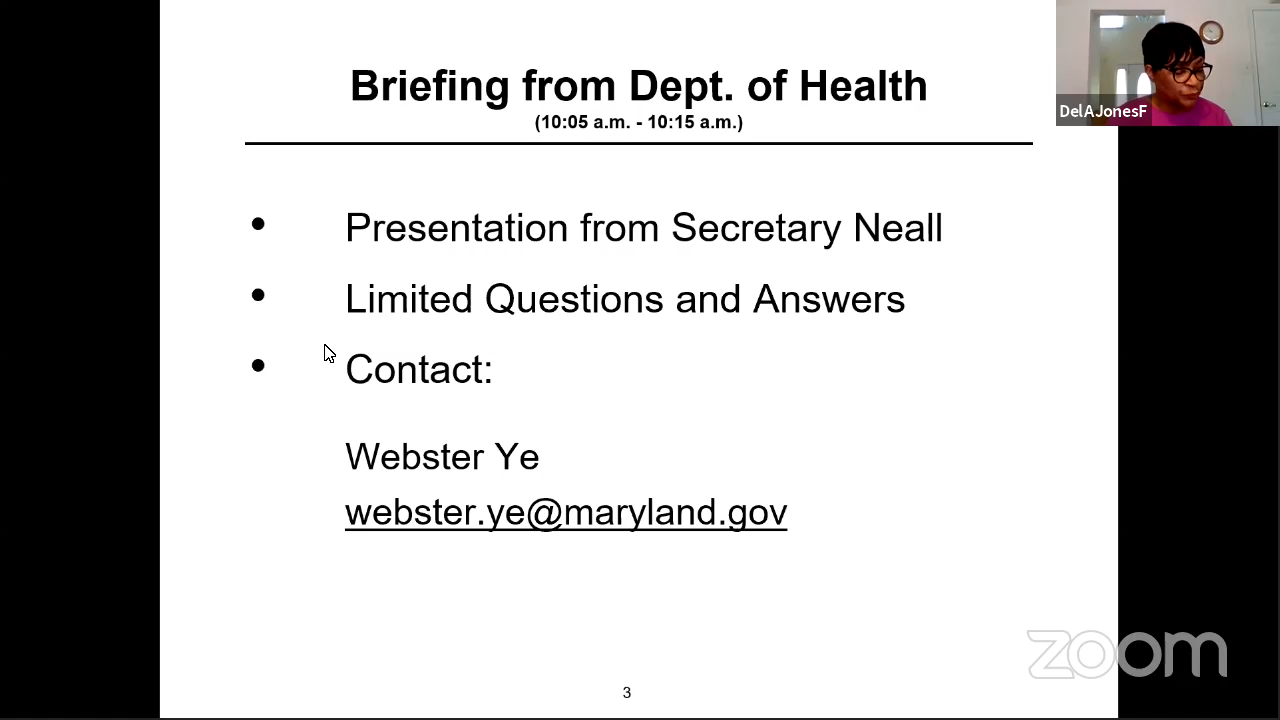 Briefing from Dept. of Health
(10:05 a.m. - 10:15 a.m.)
DelAJonesF
• Presentation from Secretary Neall
• Limited Questions and Answers
• Contact:
Webster Ye
webster.ye@maryland.gov
zoom
3